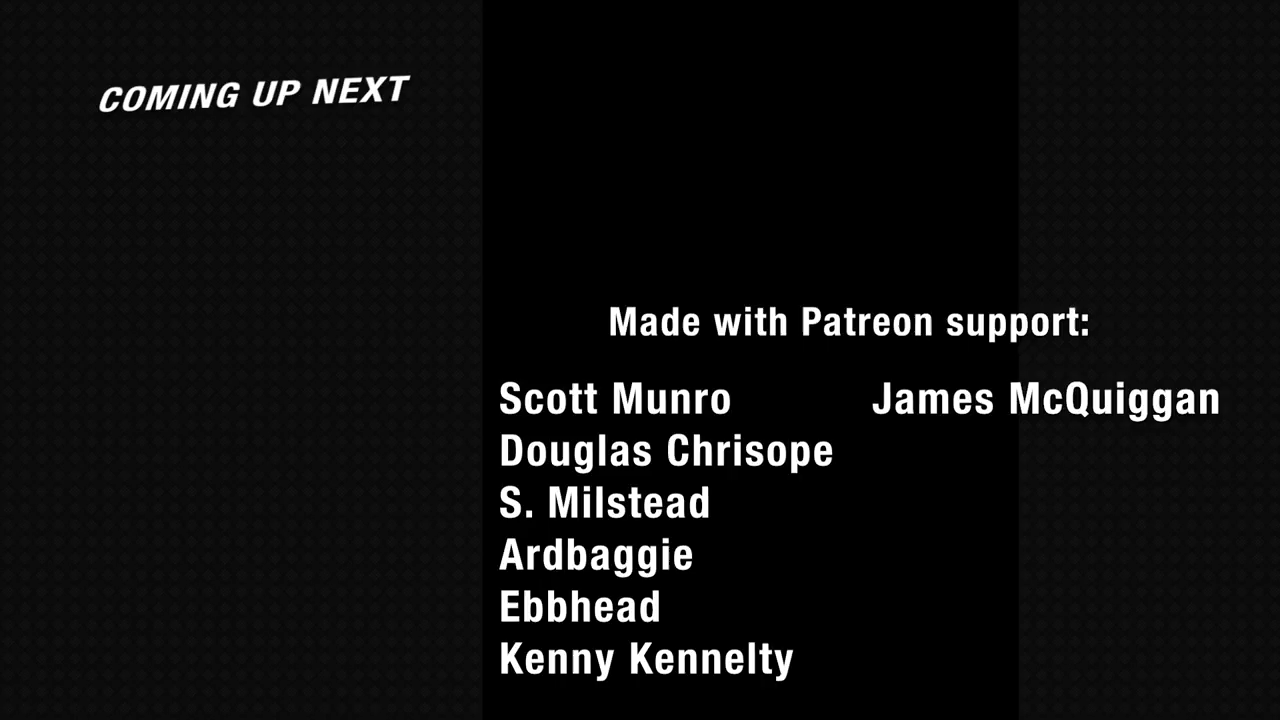 COMING UP NEXT
Made with Patreon support:
Scott Munro
Douglas Chrisope
S. Milstead
Ardbaggie
Ebbhead
Kenny Kennelty
James McQuiggan